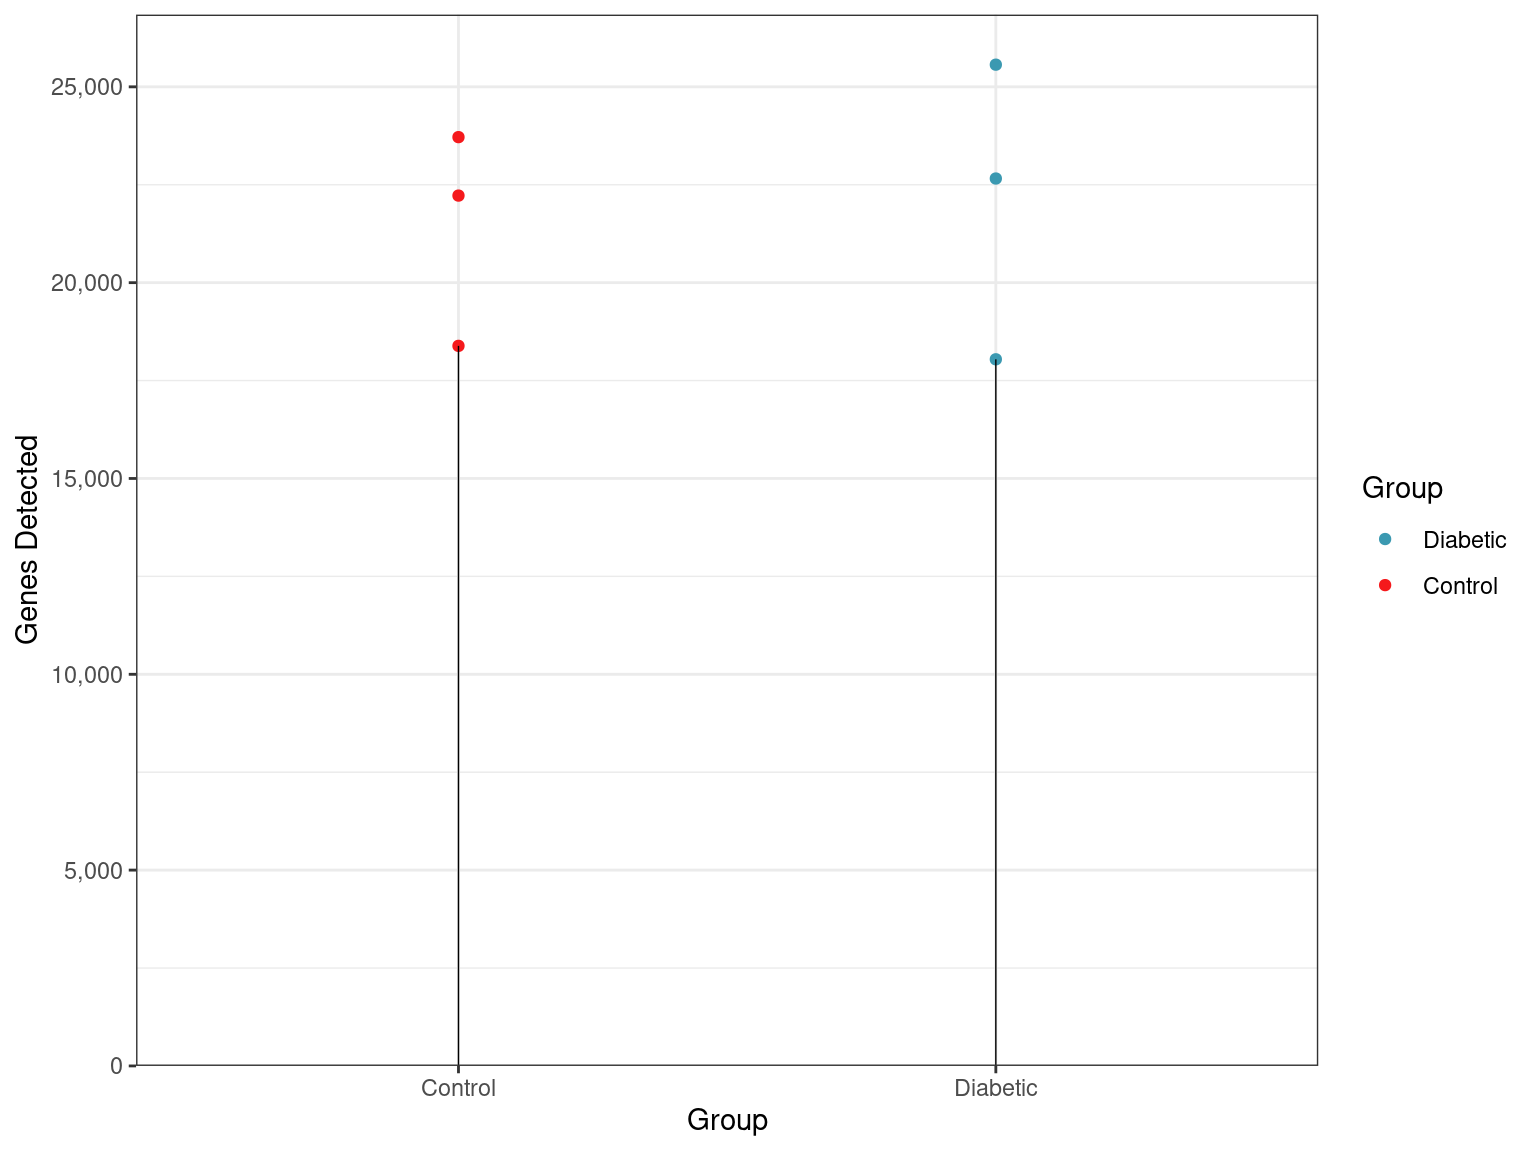 25,000
20,000
15,000
10,000
5,000
0
Genes Detected
Control
Diabetic
Group
Group
Diabetic
Control